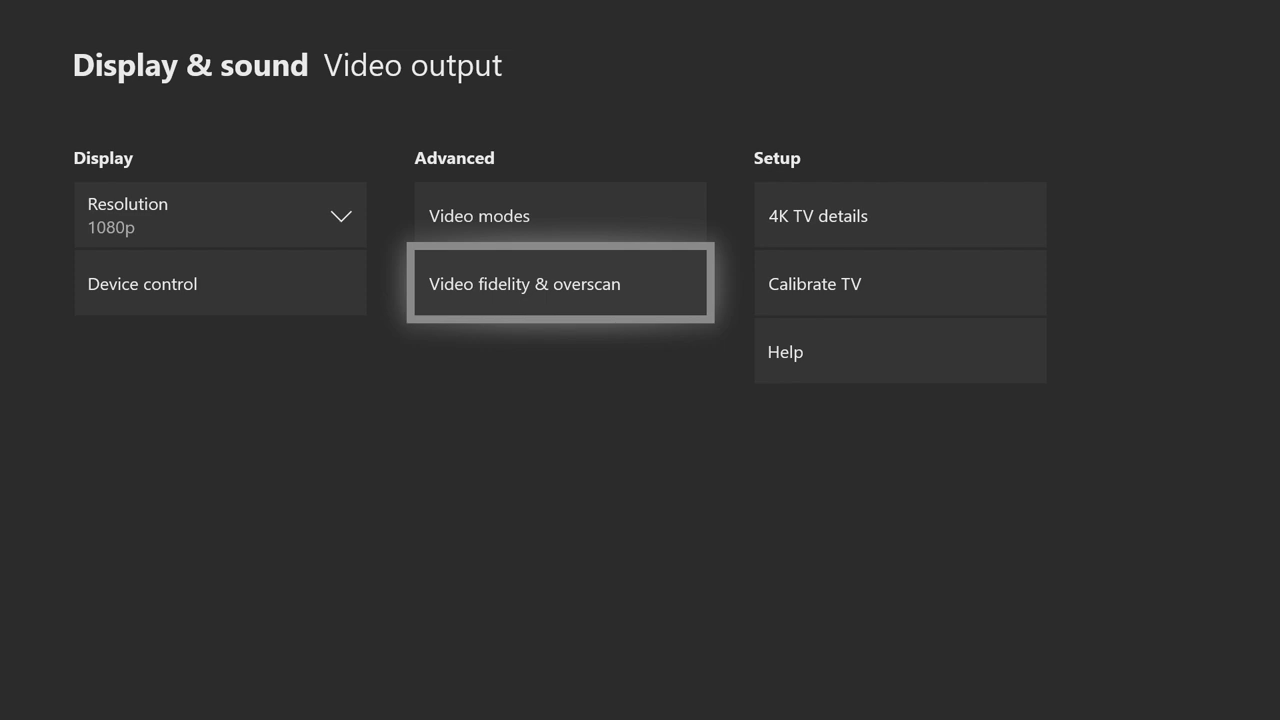 Display & sound Video output
Display
Resolution
1080p
Device control
Advanced
Video modes
Video fidelity & overscan
Setup
4K TV details
Calibrate TV
Help